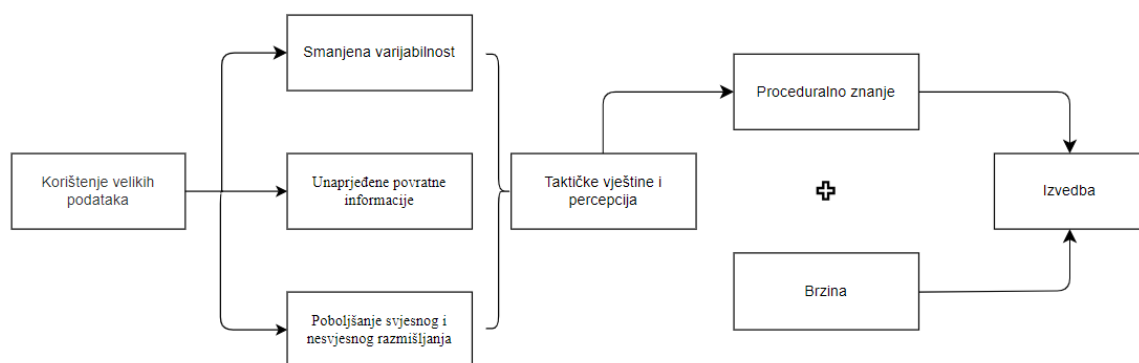 Smanjena varijabilnost
Proceduralno znanje
Korištenje velikih
podataka
Unaprjeđene povratne
informacije
Taktičke vještine i
percepcija
Izvedba
Brzina
Poboljšanje svjesnog i
nesvjesnog razmišljanja